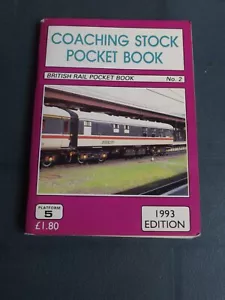 COACHING STOCK
POCKET BOOK
BRITISH RAIL POCKET BOOK No. 2
PLATFORM
5
£1.80
1993
EDITION